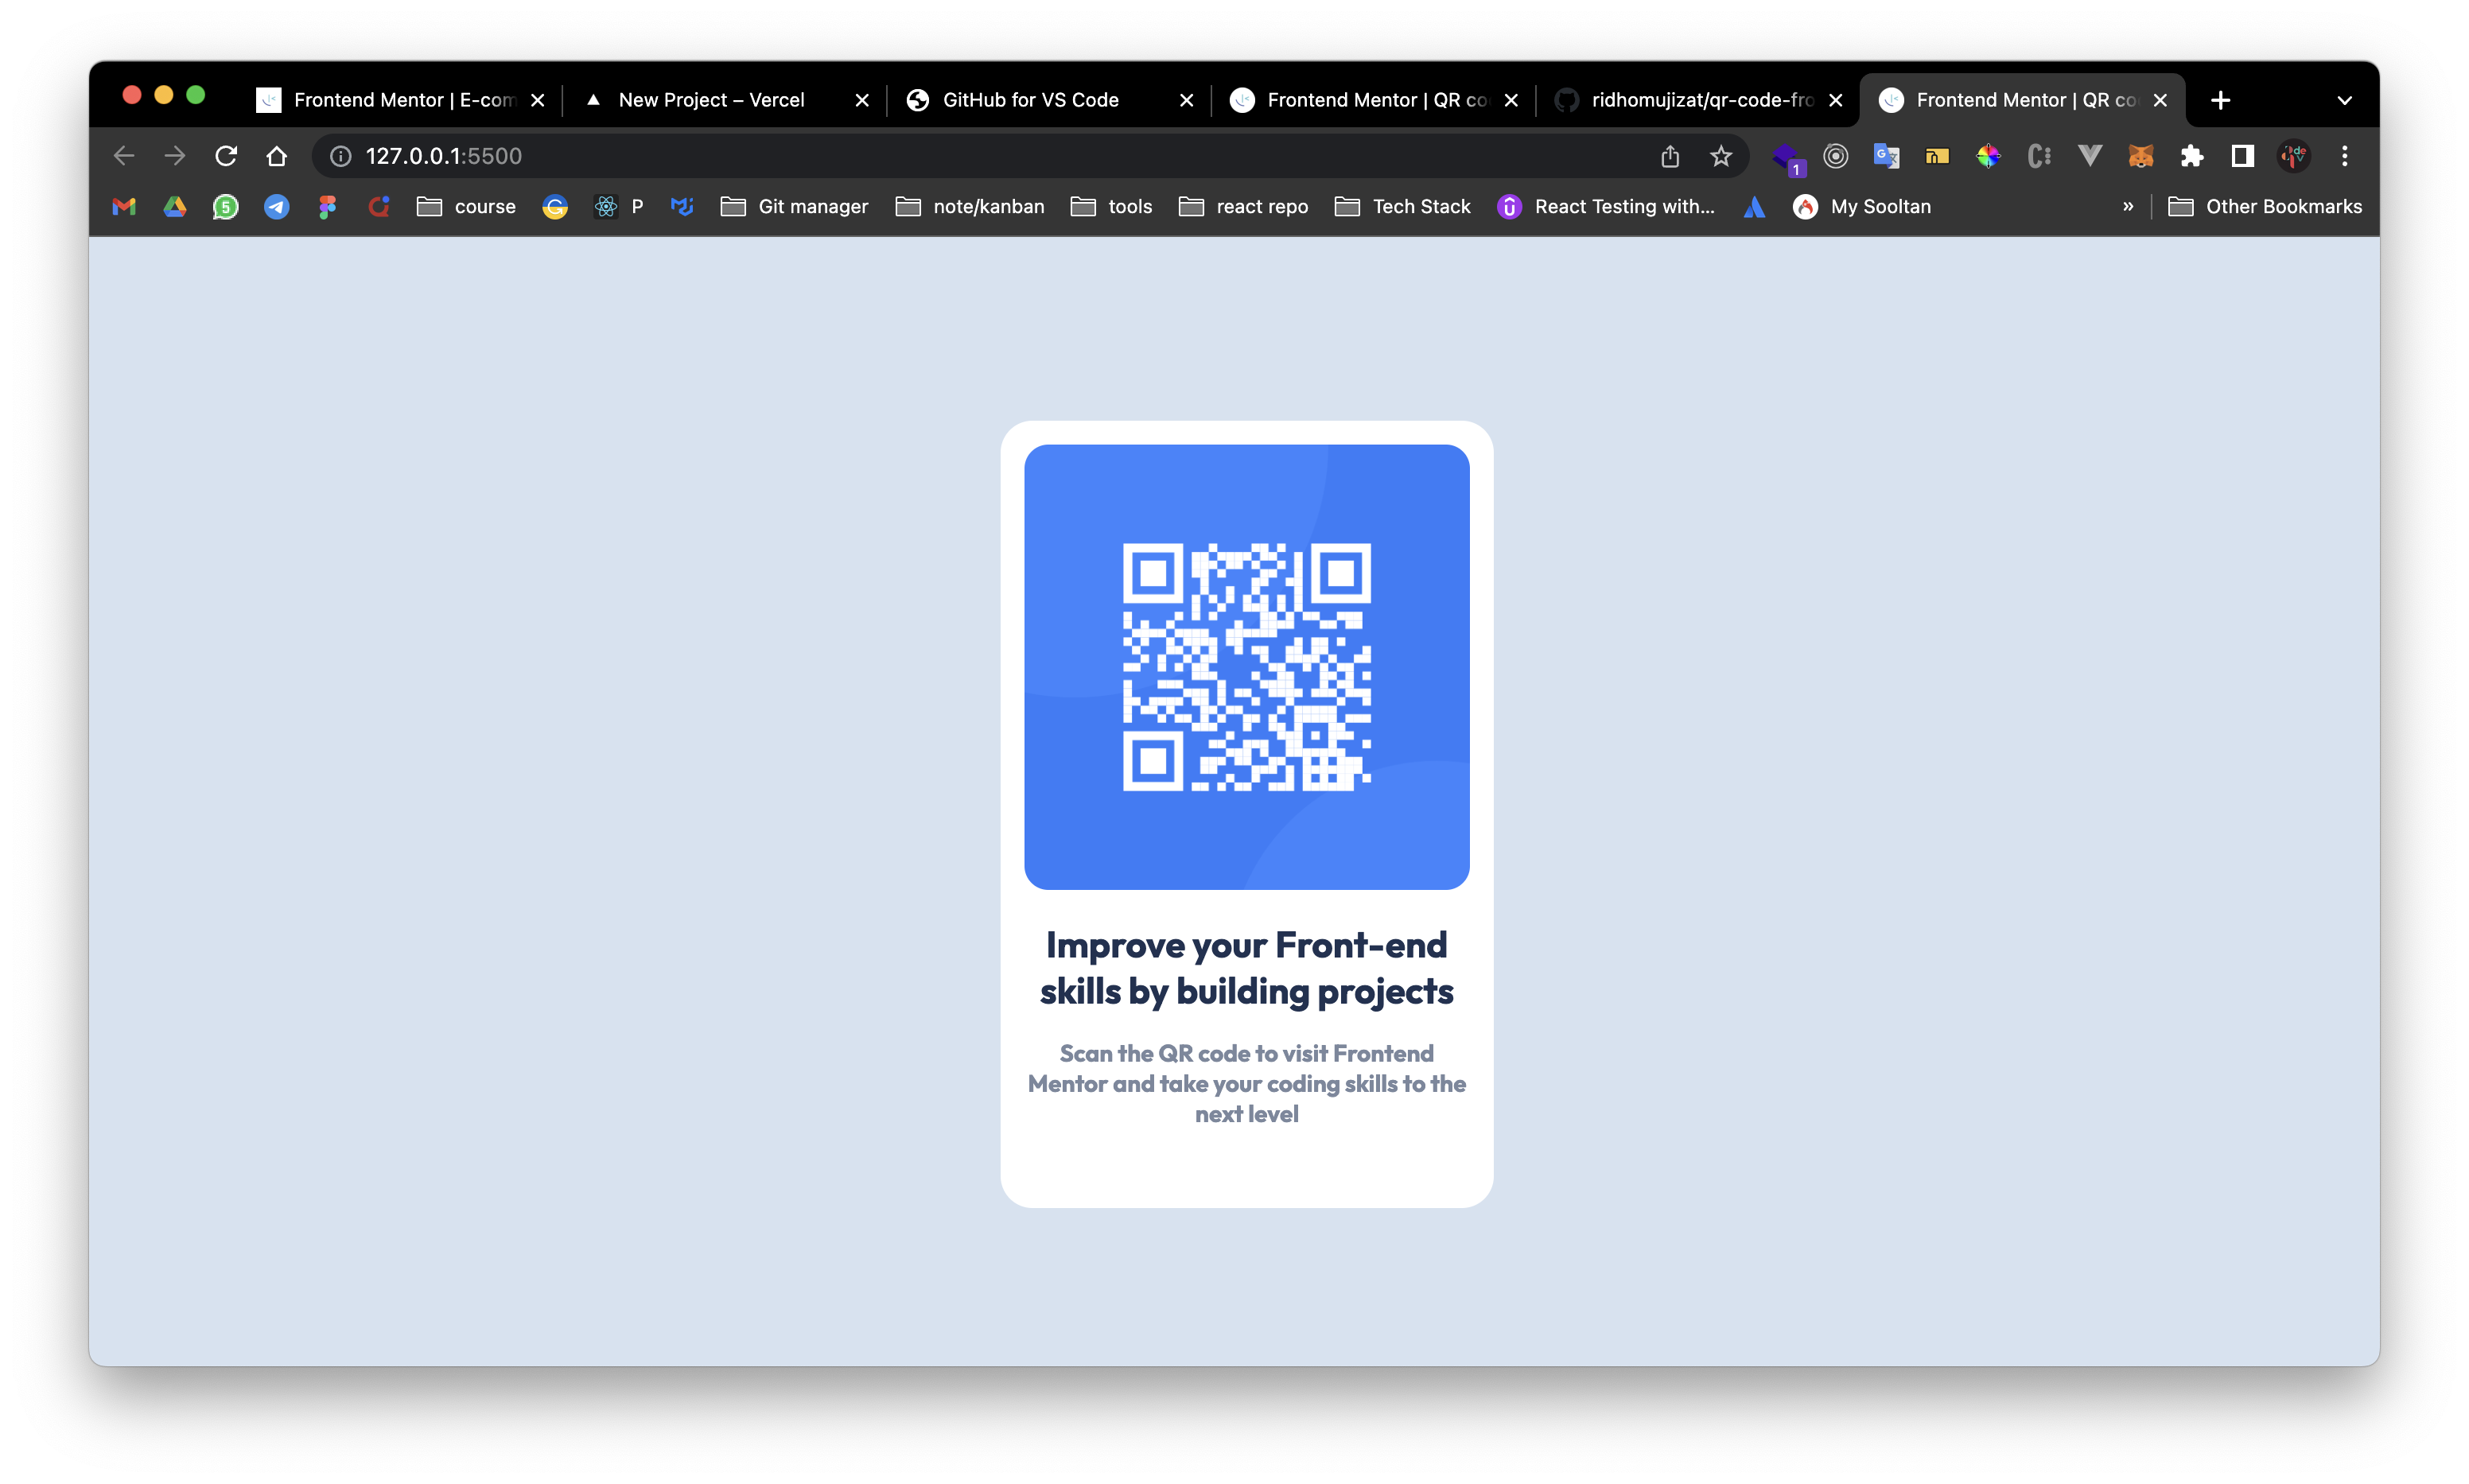 Frontend Mentor | E-com
New Project – Vercel
GitHub for VS Code
Frontend Mentor | QR co
ridhomujizat/qr-code-fro
Frontend Mentor | QR co
127.0.0.1:5500
1
5
course
P
Git manager
note/kanban
tools
react repo
Tech Stack
React Testing with...
My Sooltan
»
Other Bookmarks
Improve your Front-end
skills by building projects
Scan the QR code to visit Frontend
Mentor and take your coding skills to the
next level